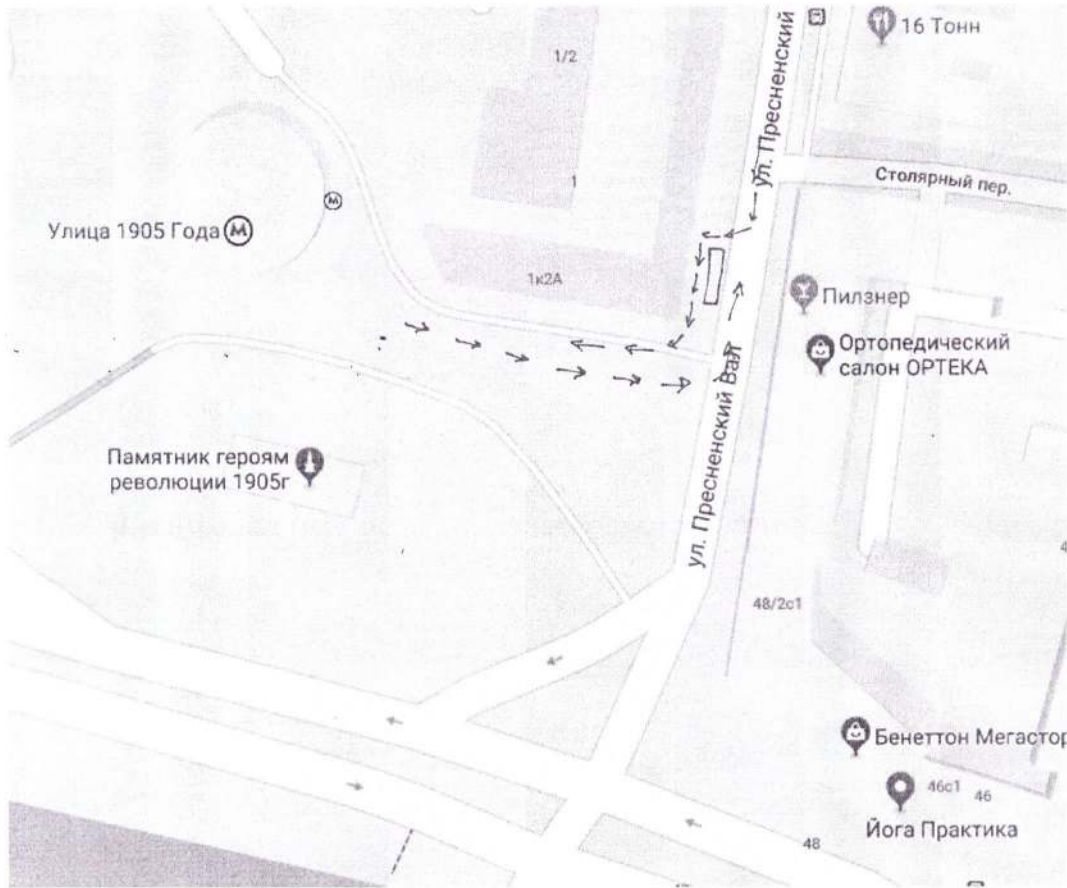 16 Тонн
1/2
ул. Пресненский
Столярный пер.
1
М
Улица 1905 Года М
1к2А
Пилзнер
Ортопедический
салон ОРТЕКА
ул. Пресненский Вал
Памятник героям
революции 1905г
4
48/2с1
Бенеттон Мегастор
46с1
46
Йога Практика
48